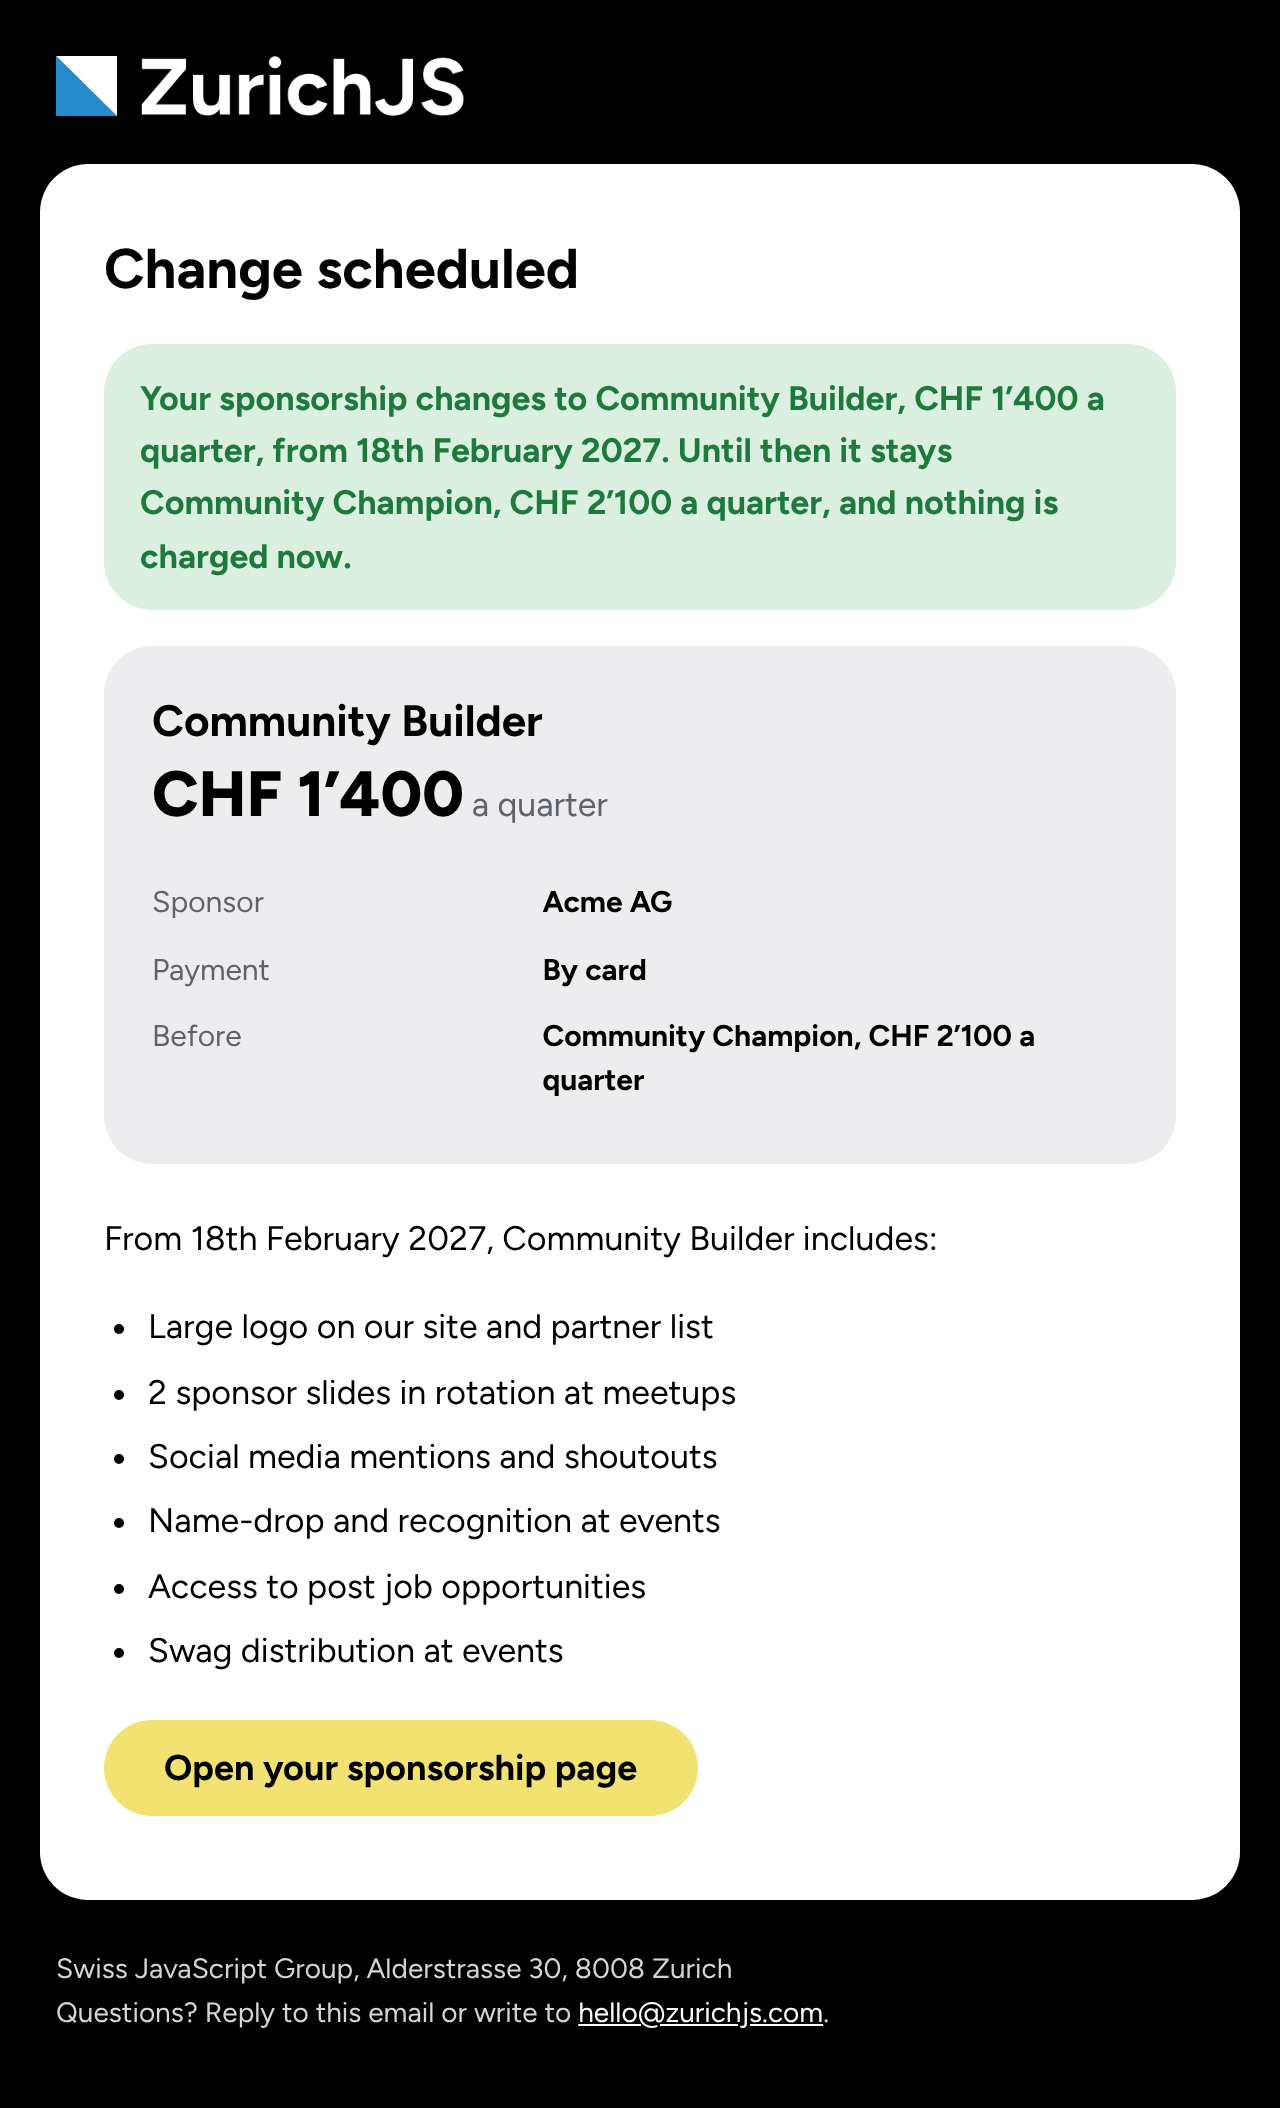 ZurichJS
Change scheduled
Your sponsorship changes to Community Builder, CHF 1’400 a
quarter, from 18th February 2027. Until then it stays
Community Champion, CHF 2’100 a quarter, and nothing is
charged now.
Community Builder
CHF 1’400 a quarter
Sponsor Acme AG
Payment By card
Before Community Champion, CHF 2’100 a
quarter
From 18th February 2027, Community Builder includes:
• Large logo on our site and partner list
• 2 sponsor slides in rotation at meetups
• Social media mentions and shoutouts
• Name-drop and recognition at events
• Access to post job opportunities
• Swag distribution at events
Open your sponsorship page
Swiss JavaScript Group, Alderstrasse 30, 8008 Zurich
Questions? Reply to this email or write to hello@zurichjs.com.